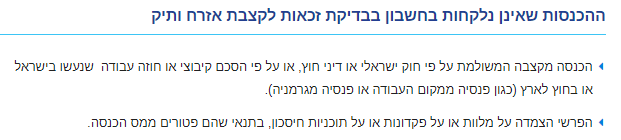 ההכנסות שאינן נלקחות בחשבון בבדיקת זכאות לקצבת אזרח ותיק
הכנסה מקצבה המשולמת על פי חוק ישראלי או דיני חוץ, או על פי הסכם קיבוצי או חוזה עבודה שנעשו בישראל
או בחוץ לארץ (כגון פנסיה ממקום העבודה או פנסיה מגרמניה).
הפרשי הצמדה על מלוות או על פקדונות או על תוכניות חיסכון, בתנאי שהם פטורים ממס הכנסה.